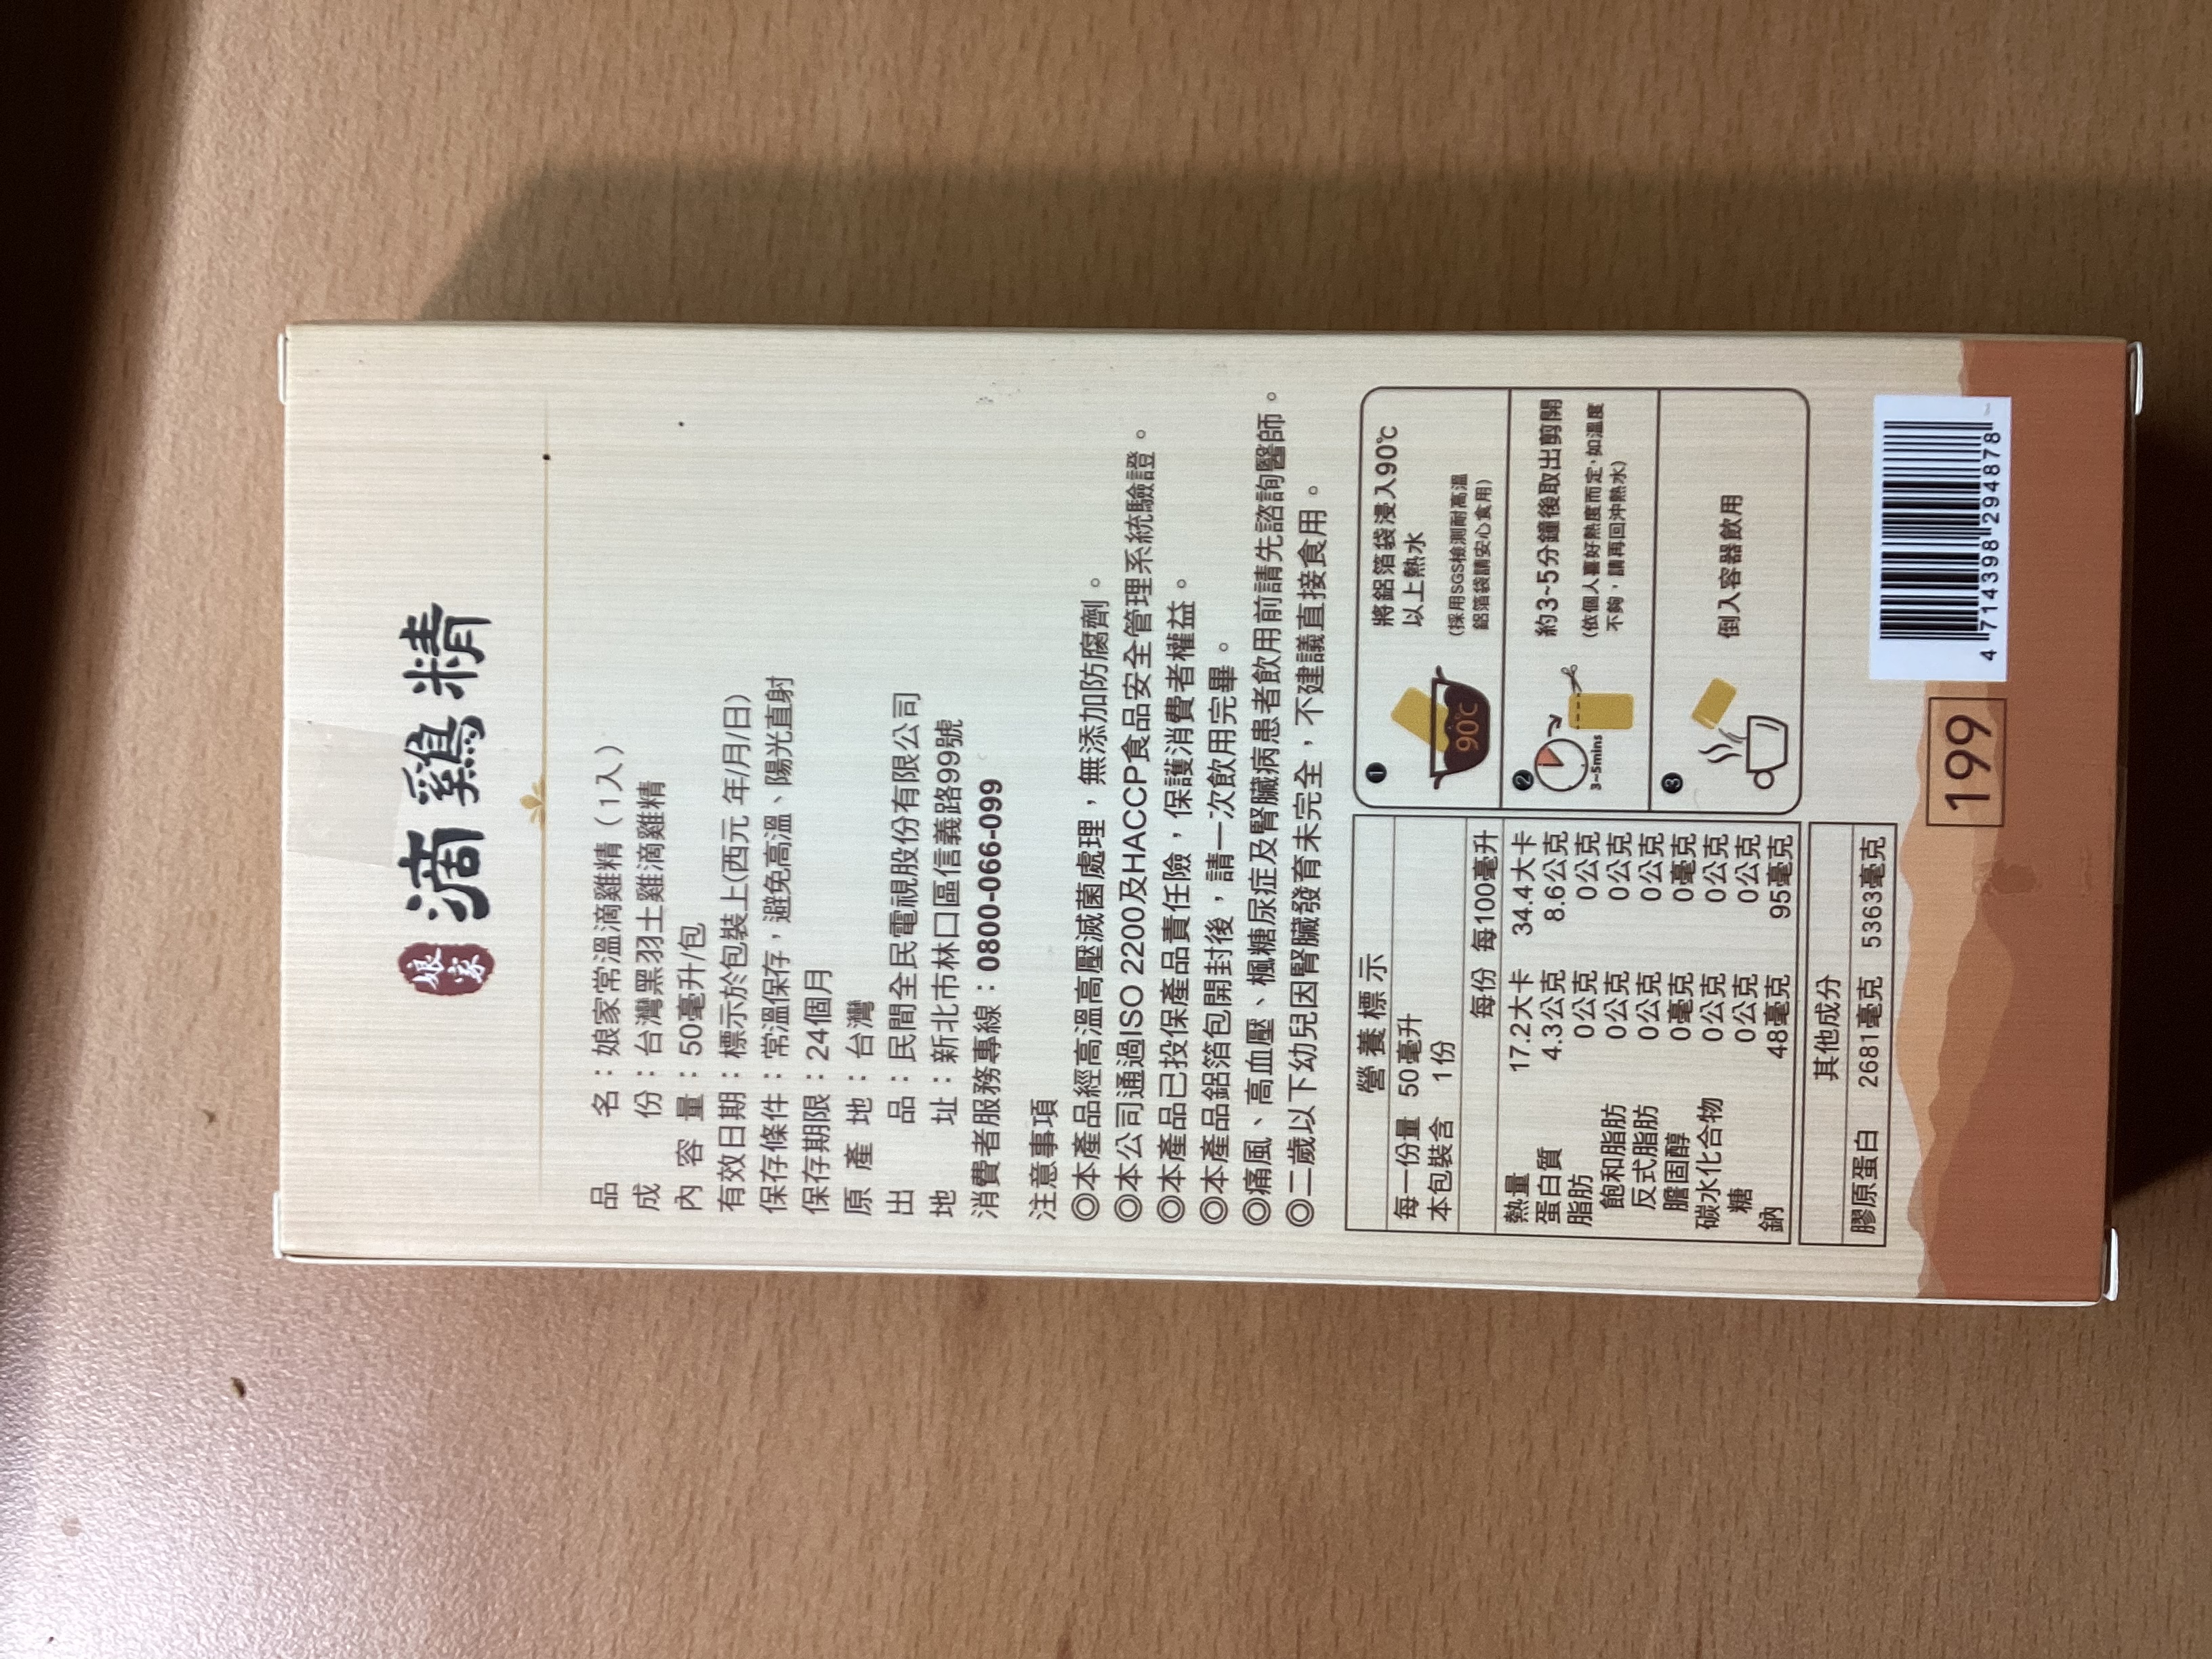 娘家
滴雞精
品名：娘家常溫滴雞精（1入）
成份：台灣黑羽土雞滴雞精
內容量：50毫升/包
有效日期：標示於包裝上(西元 年/月/日)
保存條件：常溫保存，避免高溫、陽光直射
保存期限：24個月
原產地：台灣
出品：民間全民電視股份有限公司
地址：新北市林口區信義路99號
消費者服務專線：0800-066-099
注意事項
◎本產品經高溫高壓滅菌處理，無添加防腐劑。
◎本公司通過ISO 2200及HACCP食品安全管理系統驗證。
◎本產品已投保產品責任險，保護消費者權益。
◎本產品鋁箔包開封後，請一次飲用完畢。
◎痛風、高血壓、楓糖尿症及腎臟病患者飲用前請先諮詢醫師。
◎二歲以下幼兒因腎臟發育未完全，不建議直接食用。
營養標示
每一份量 50毫升
本包裝含 1份
每份 每100毫升
熱量 17.2大卡 34.4大卡
蛋白質 4.3公克 8.6公克
脂肪 0公克 0公克
飽和脂肪 0公克 0公克
反式脂肪 0公克 0公克
膽固醇 0毫克 0毫克
碳水化合物 0公克 0公克
糖 0公克 0公克
鈉 48毫克 95毫克
其他成分
膠原蛋白 2681毫克 5363毫克
❶
90℃
將鋁箔袋浸入90℃
以上熱水
(採用SGS檢測耐高溫
鋁箔袋請安心食用)
❷
3~5mins
約3~5分鐘後取出剪開
(依個人喜好熱度而定，如溫度
不夠，請再回沖熱水)
❸
倒入容器飲用
199
4 714398 294878